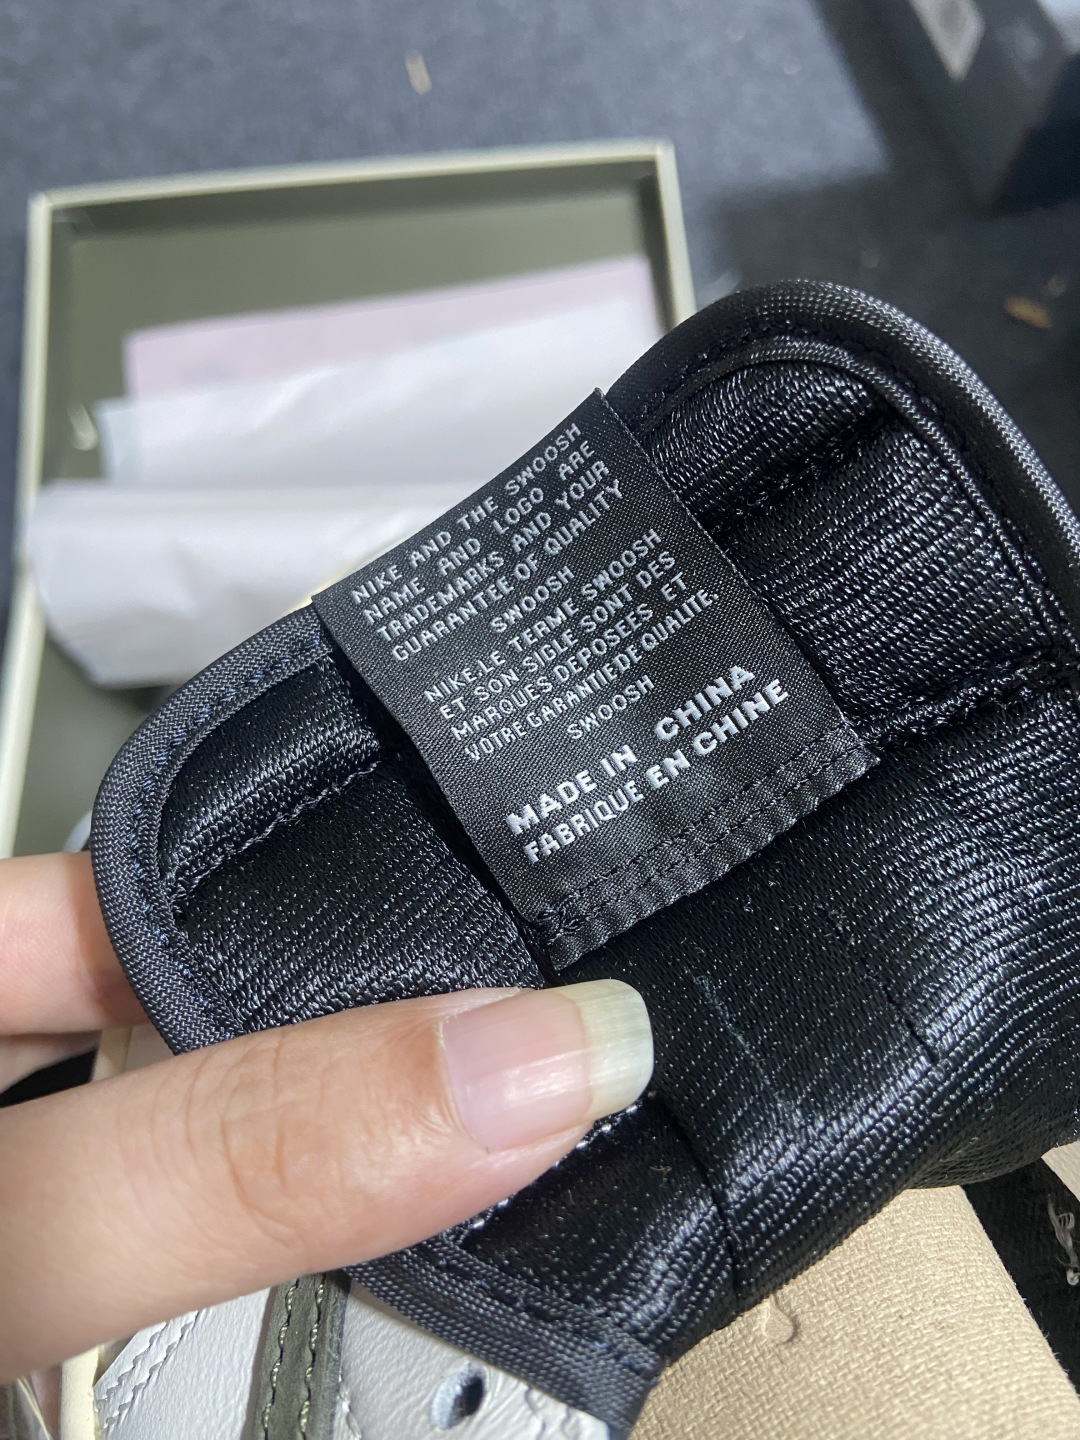 NIKE AND THE SWOOSH
NAME AND LOGO ARE
TRADEMARKS AND YOUR
GUARANTEE OF QUALITY
SWOOSH
NIKE·LE TERME SWOOSH
ET SON SIGLE SONT DES
MARQUES DEPOSEES ET
VOTRE GARANTIE DE QUALITE
SWOOSH
MADE IN CHINA
FABRIQUE EN CHINE